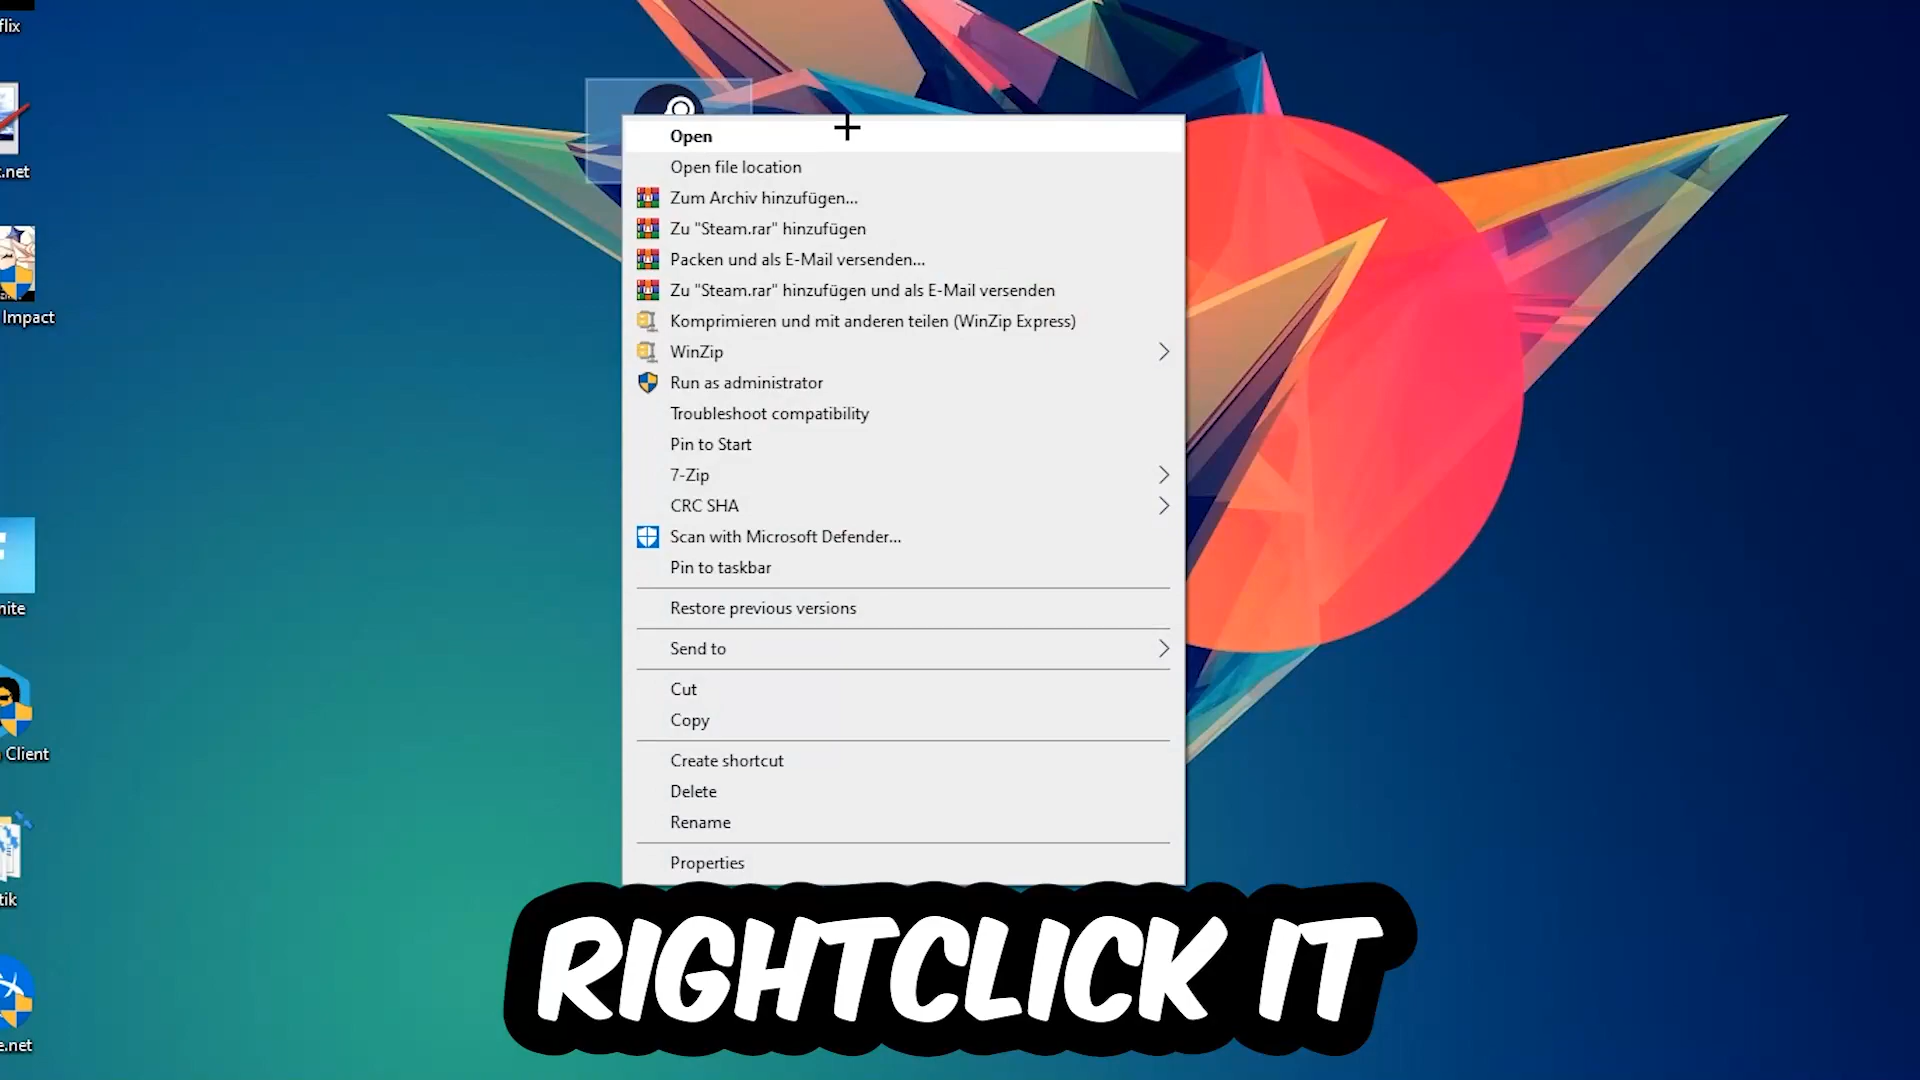 flix
.net
Impact
nite
Client
tik
e.net
Open
Open file location
Zum Archiv hinzufügen...
Zu "Steam.rar" hinzufügen
Packen und als E-Mail versenden...
Zu "Steam.rar" hinzufügen und als E-Mail versenden
Komprimieren und mit anderen teilen (WinZip Express)
WinZip
Run as administrator
Troubleshoot compatibility
Pin to Start
7-Zip
CRC SHA
Scan with Microsoft Defender...
Pin to taskbar
Restore previous versions
Send to
Cut
Copy
Create shortcut
Delete
Rename
Properties
RIGHTCLICK IT